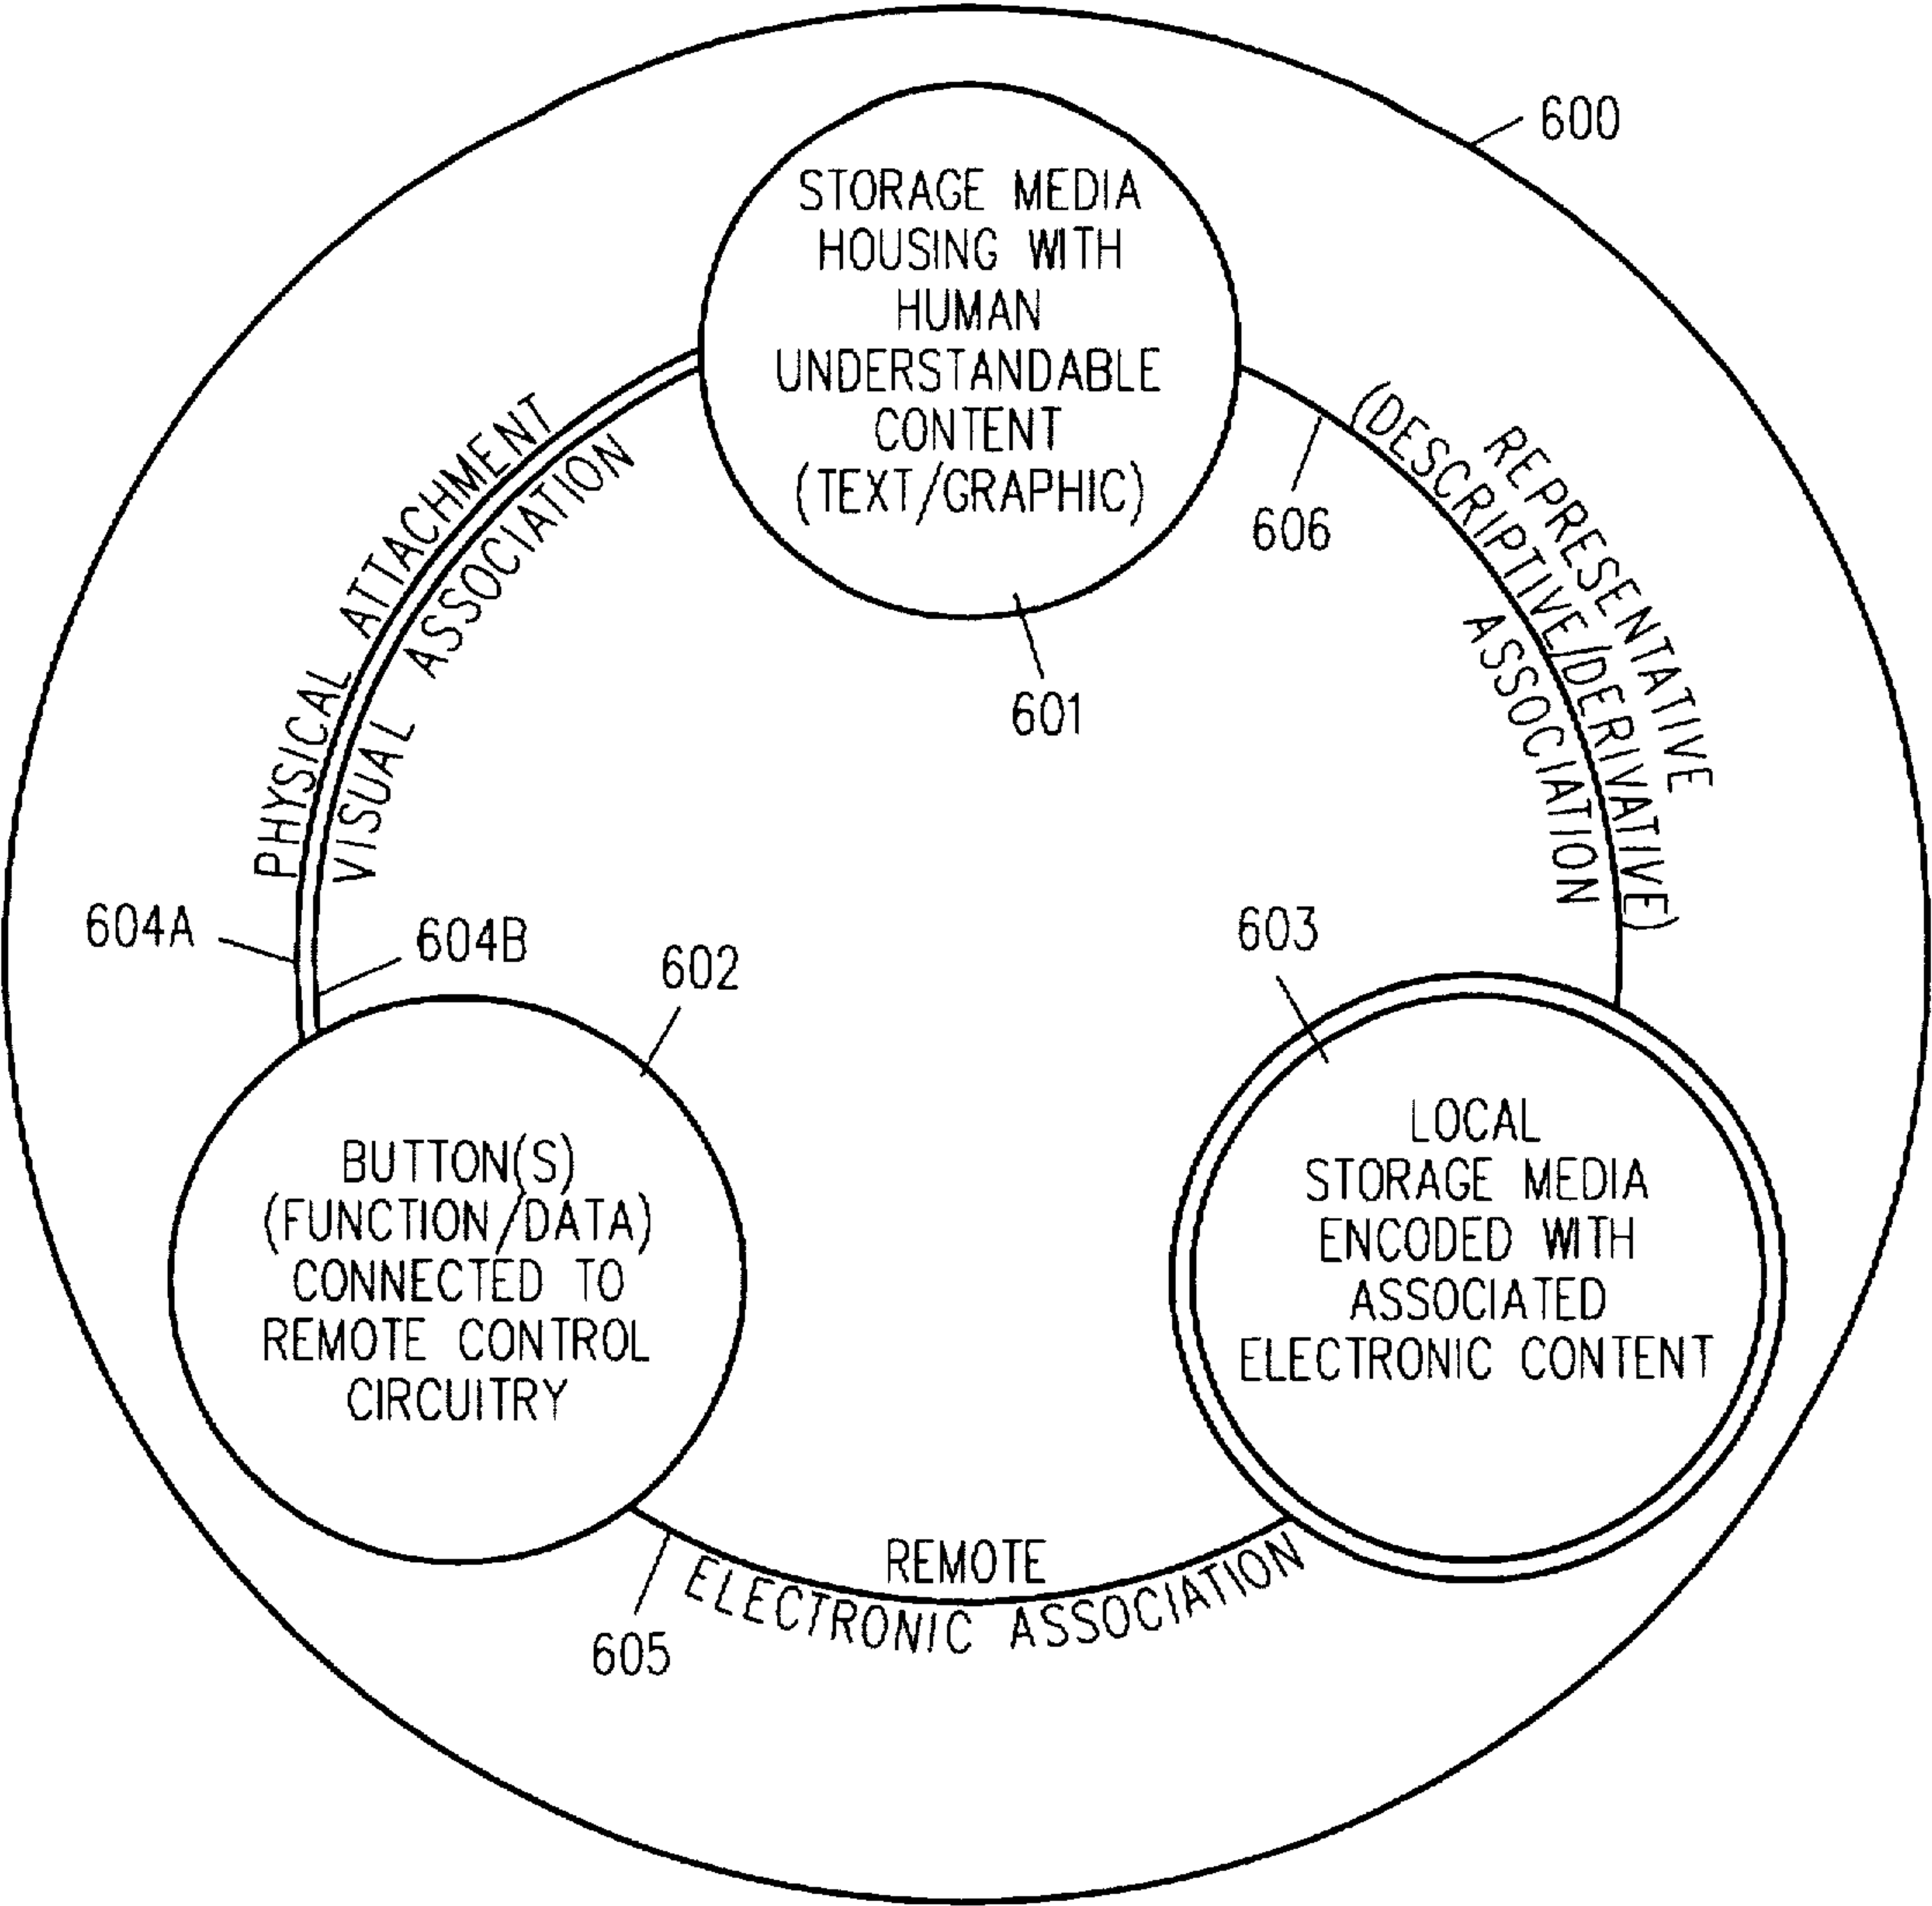 600
STORAGE MEDIA
HOUSING WITH
HUMAN
UNDERSTANDABLE
CONTENT
(TEXT/GRAPHIC)
601
606
PHYSICAL ATTACHMENT
VISUAL ASSOCIATION
REPRESENTATIVE
(DESCRIPTIVE/DERIVATIVE)
ASSOCIATION
604A
604B
602
603
BUTTON(S)
(FUNCTION/DATA)
CONNECTED TO
REMOTE CONTROL
CIRCUITRY
LOCAL
STORAGE MEDIA
ENCODED WITH
ASSOCIATED
ELECTRONIC CONTENT
REMOTE
ELECTRONIC ASSOCIATION
605